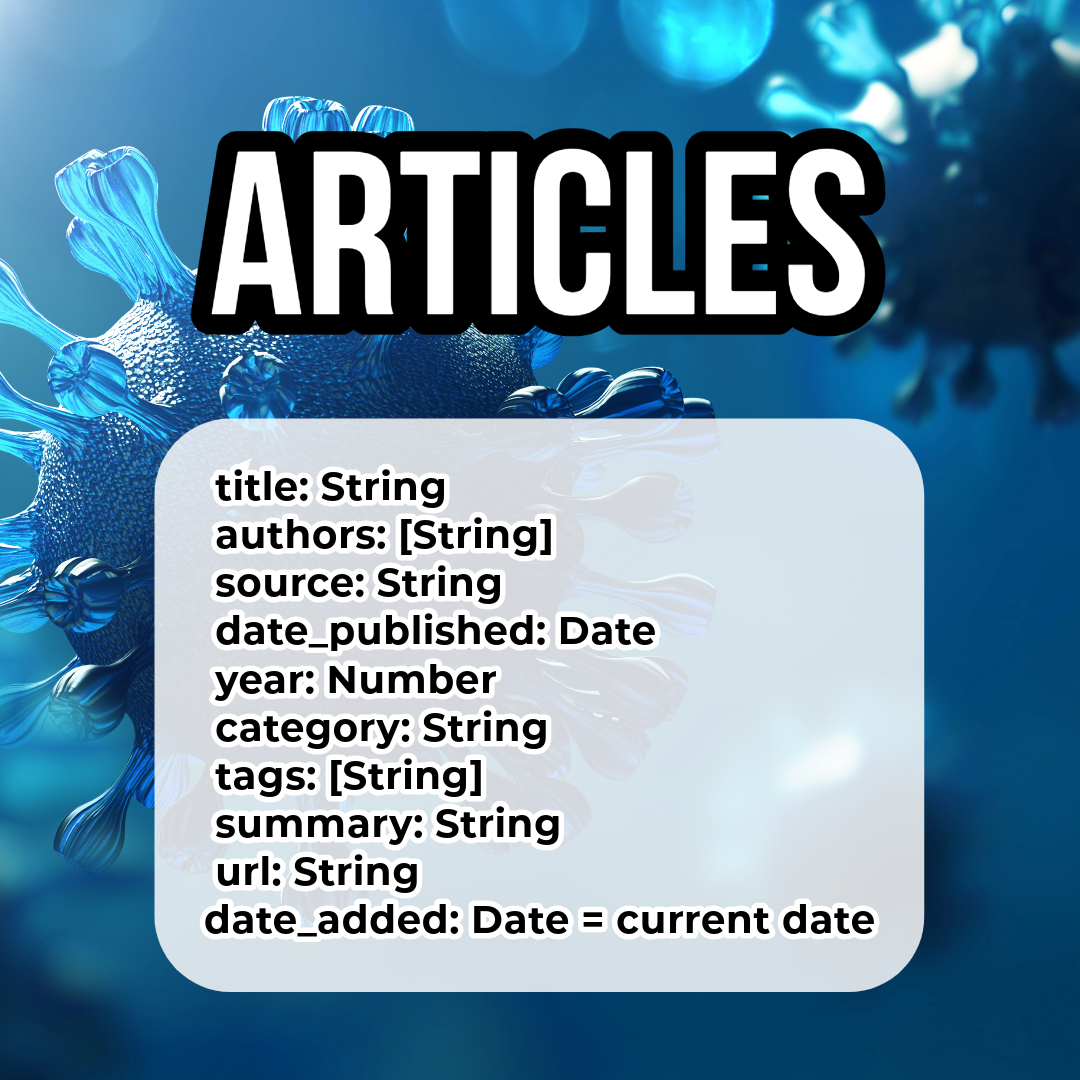 ARTICLES
title: String
authors: [String]
source: String
date_published: Date
year: Number
category: String
tags: [String]
summary: String
url: String
date_added: Date = current date